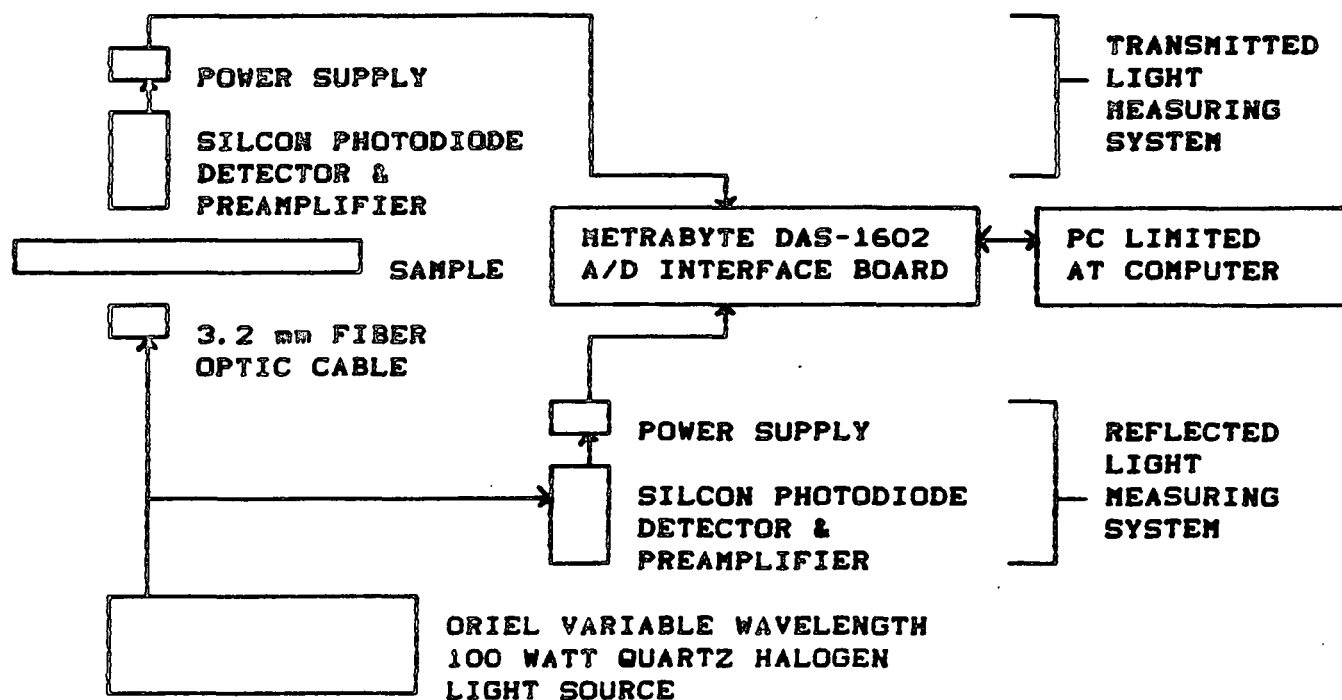 POWER SUPPLY
SILCON PHOTODIODE
DETECTOR &
PREAMPLIFIER
SAMPLE
3.2 mm FIBER
OPTIC CABLE
TRANSMITTED
LIGHT
MEASURING
SYSTEM
METRABYTE DAS-1602
A/D INTERFACE BOARD
PC LIMITED
AT COMPUTER
POWER SUPPLY
SILCON PHOTODIODE
DETECTOR &
PREAMPLIFIER
REFLECTED
LIGHT
MEASURING
SYSTEM
ORIEL VARIABLE WAVELENGTH
100 WATT QUARTZ HALOGEN
LIGHT SOURCE